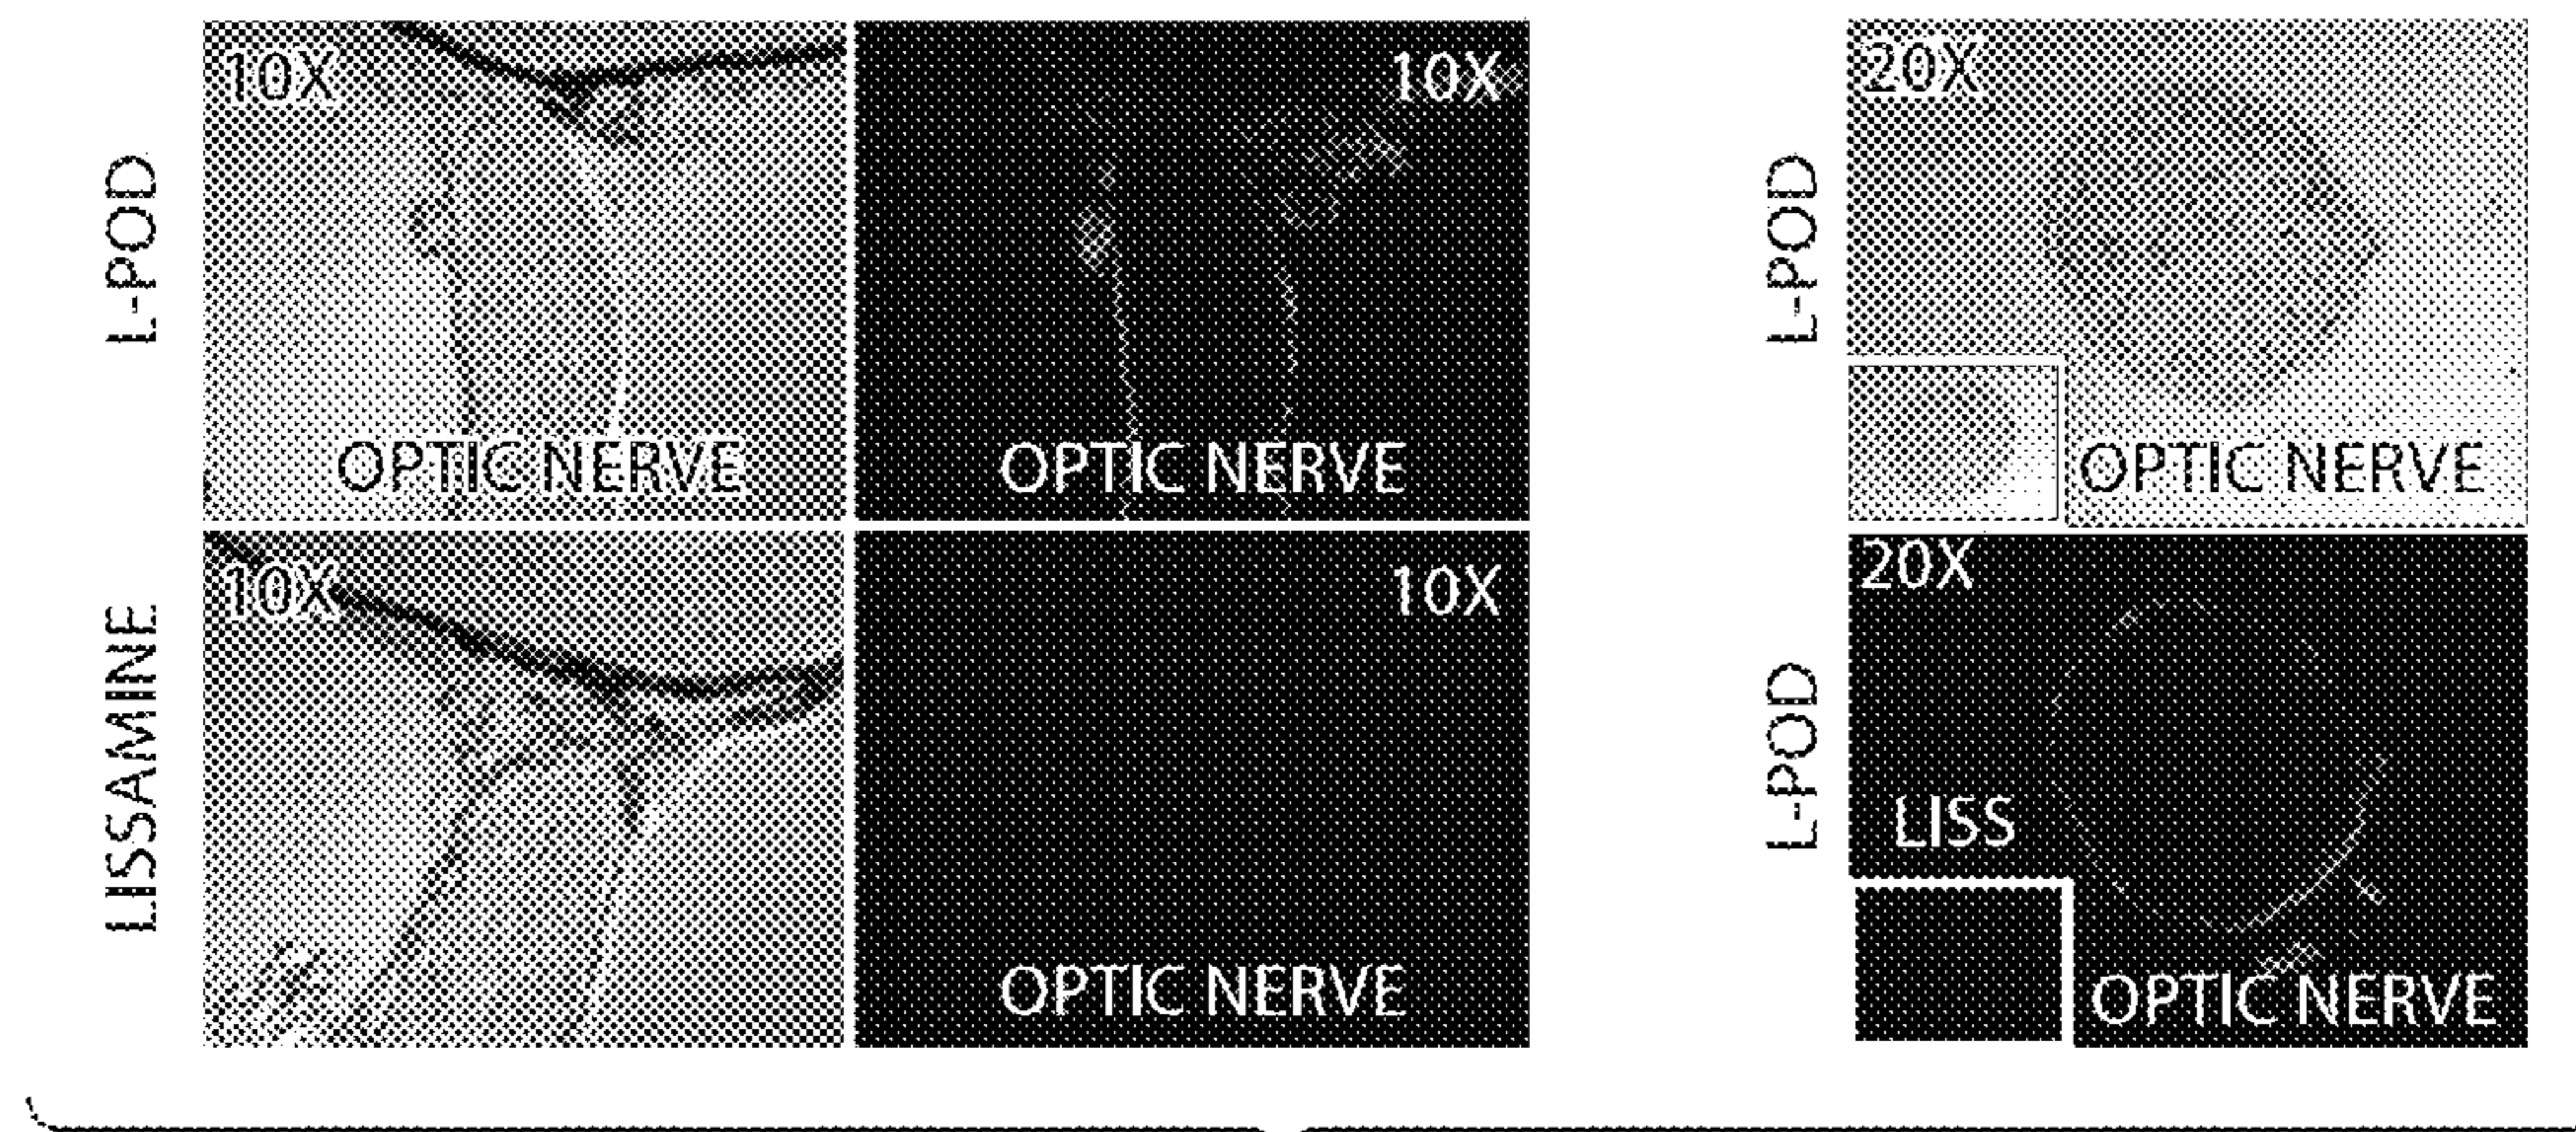 L-POD
10X
OPTIC NERVE
10X
OPTIC NERVE
L-POD
20X
OPTIC NERVE
LISSAMINE
10X
10X
OPTIC NERVE
L-POD
20X
LISS
OPTIC NERVE